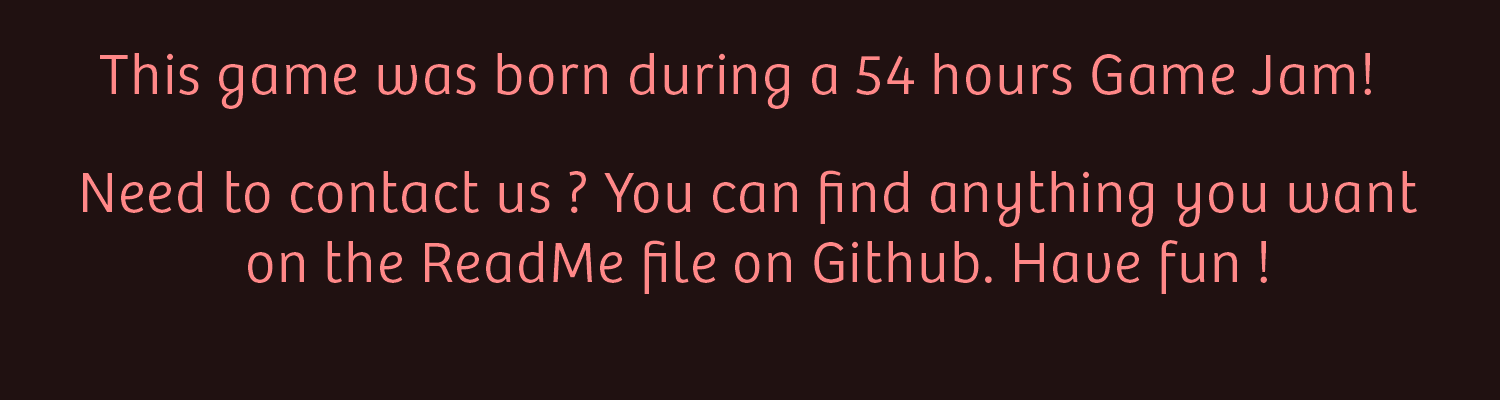 This game was born during a 54 hours Game Jam!
Need to contact us ? You can find anything you want
on the ReadMe file on Github. Have fun !